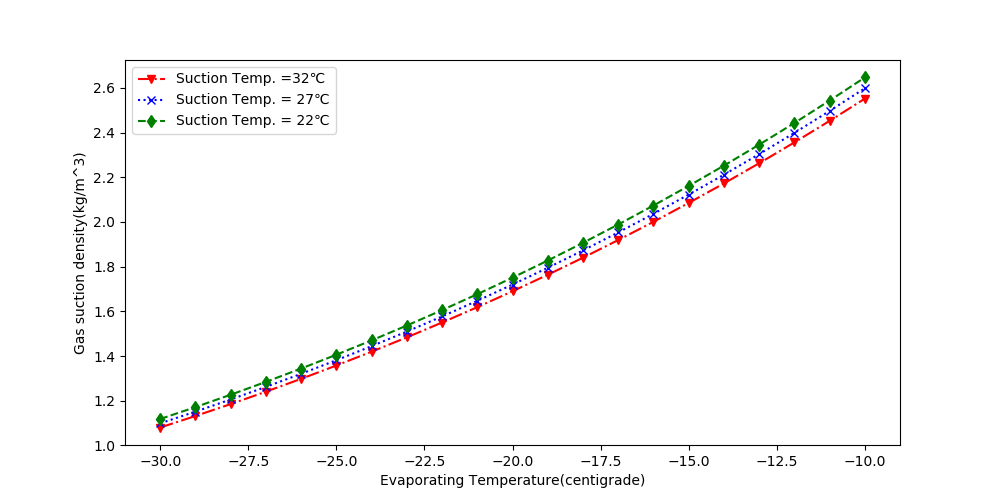 Suction Temp. =32℃
Suction Temp. = 27℃
Suction Temp. = 22℃
2.6
2.4
2.2
2.0
1.8
1.6
1.4
1.2
1.0
Gas suction density(kg/m^3)
−30.0 −27.5 −25.0 −22.5 −20.0 −17.5 −15.0 −12.5 −10.0
Evaporating Temperature(centigrade)